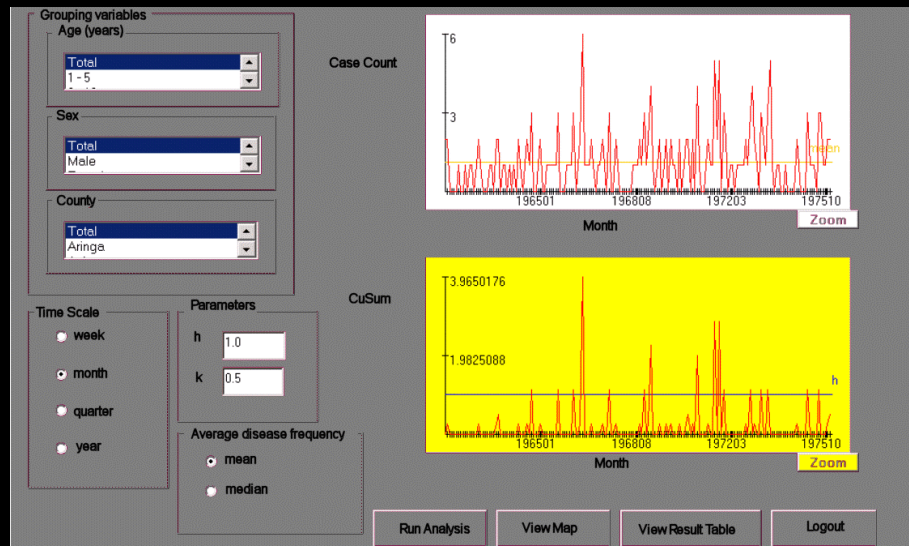 Grouping variables
Age (years)
Total
1 - 5
Sex
Total
Male
County
Total
Aringa
Time Scale
week
month
quarter
year
Parameters
h
1.0
k
0.5
Average disease frequency
mean
median
Case Count
6
3
mean
196501 196808 197203 197510
Month
Zoom
CuSum
3.9650176
1.9825088
h
196501 196808 197203 197510
Month
Zoom
Run Analysis View Map View Result Table Logout